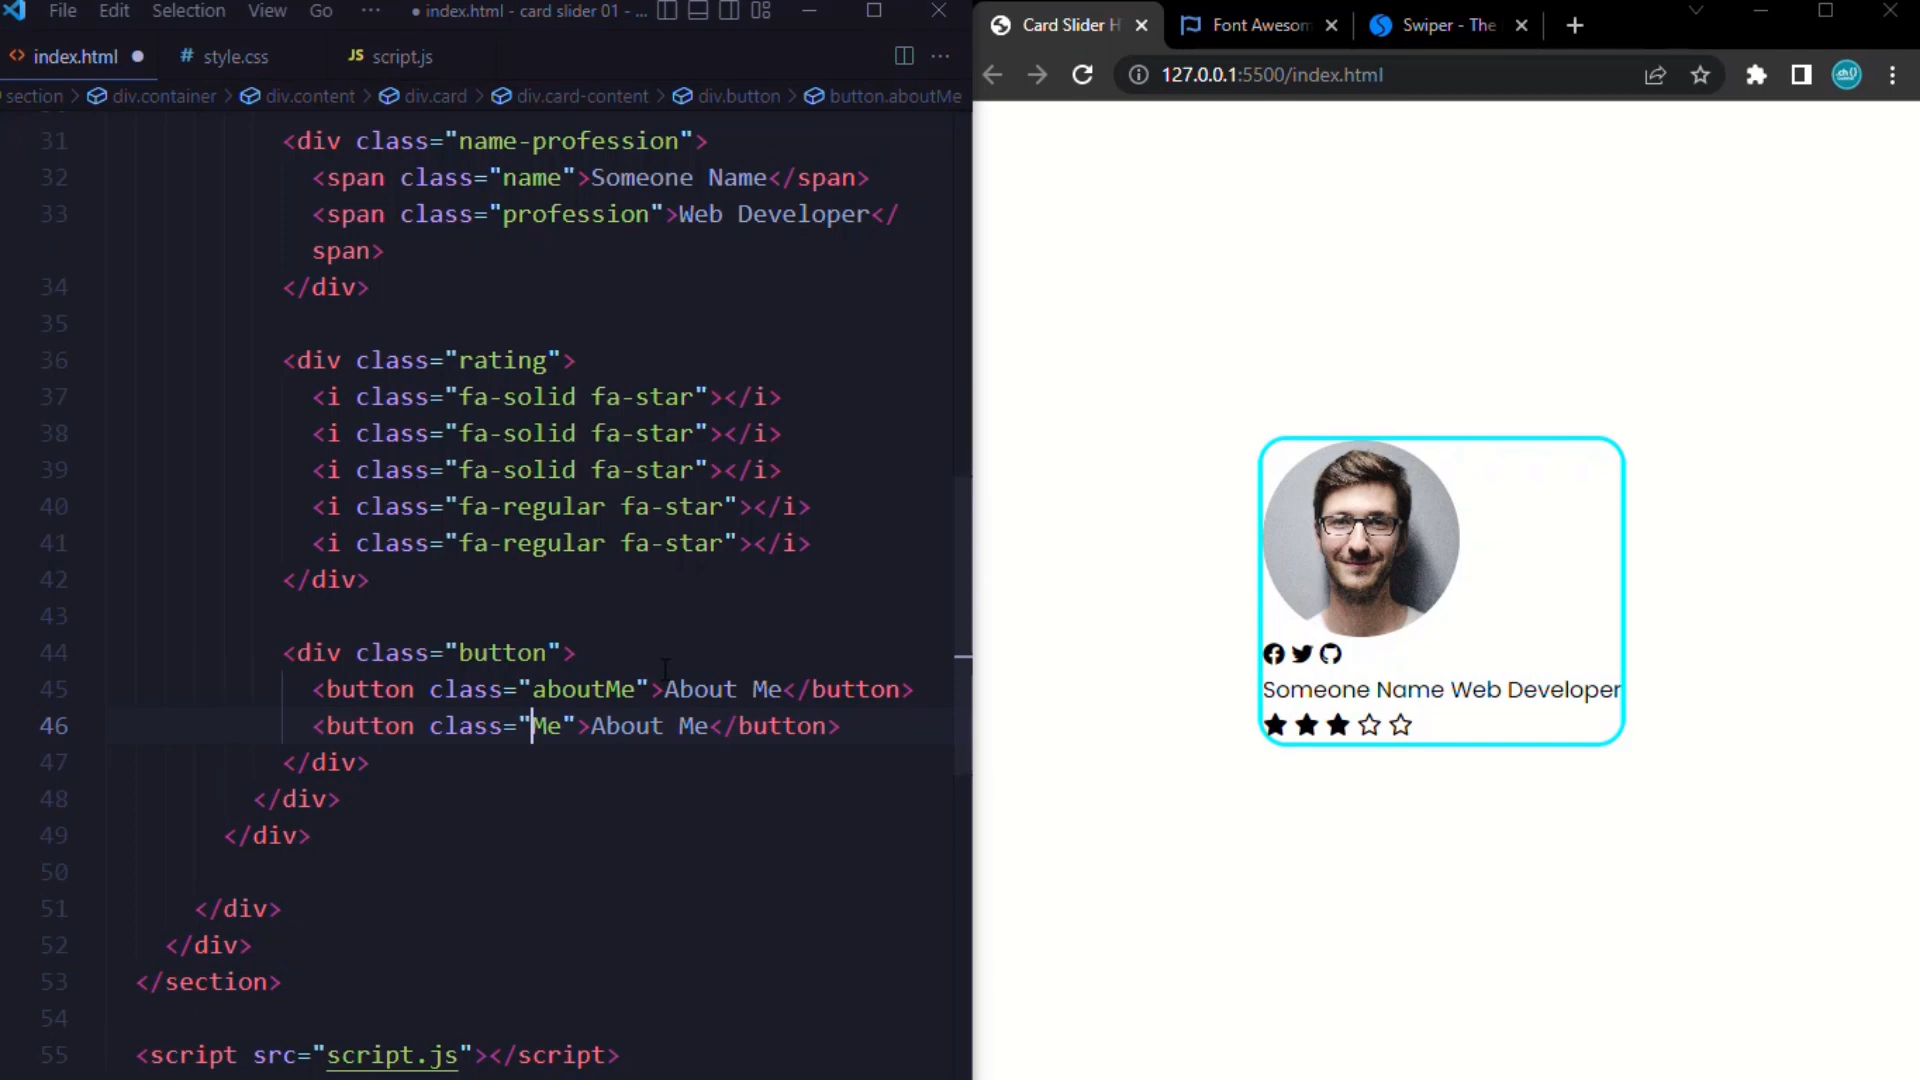 File Edit Selection View Go ··· ● index.html - card slider 01 - ...
index.html ● # style.css JS script.js
section > div.container > div.content > div.card > div.card-content > div.button > button.aboutMe
31 <div class="name-profession">
32 <span class="name">Someone Name</span>
33 <span class="profession">Web Developer</
span>
34 </div>
35
36 <div class="rating">
37 <i class="fa-solid fa-star"></i>
38 <i class="fa-solid fa-star"></i>
39 <i class="fa-solid fa-star"></i>
40 <i class="fa-regular fa-star"></i>
41 <i class="fa-regular fa-star"></i>
42 </div>
43
44 <div class="button">
45 <button class="aboutMe">About Me</button>
46 <button class="Me">About Me</button>
47 </div>
48 </div>
49 </div>
50
51 </div>
52 </div>
53 </section>
54
55 <script src="script.js"></script>
Card Slider H
Font Awesom
Swiper - The
127.0.0.1:5500/index.html
Someone Name Web Developer